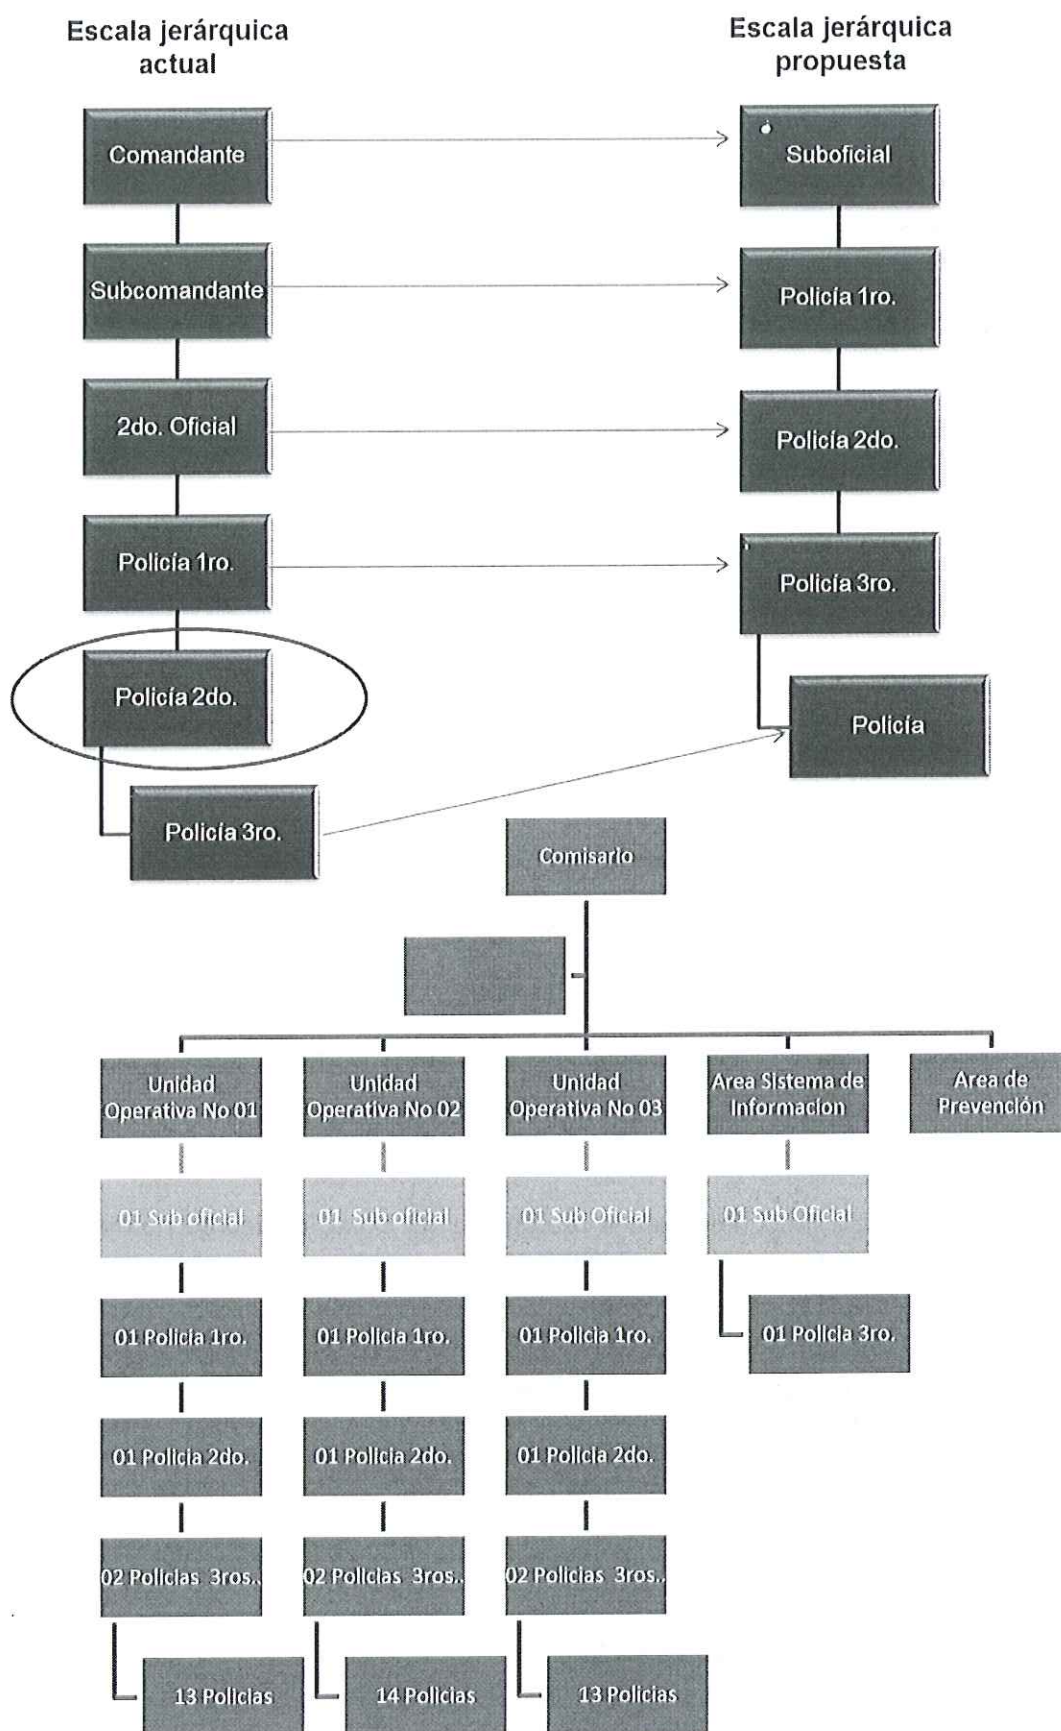 Escala jerárquica
actual
Escala jerárquica
propuesta
Comandante
Suboficial
Subcomandante
Policía 1ro.
2do. Oficial
Policía 2do.
Policía 1ro.
Policía 3ro.
Policía 2do.
Policía
Policía 3ro.
Comisario
Unidad
Operativa No 01
Unidad
Operativa No 02
Unidad
Operativa No 03
Area Sistema de
Informacion
Area de
Prevención
01 Sub oficial
01 Sub oficial
01 Sub Oficial
01 Sub Oficial
01 Policia 1ro.
01 Policia 1ro.
01 Policia 1ro.
01 Policia 3ro.
01 Policia 2do.
01 Policia 2do.
01 Policia 2do.
02 Policias 3ros..
02 Policias 3ros..
02 Policias 3ros..
13 Policias
14 Policias
13 Policias